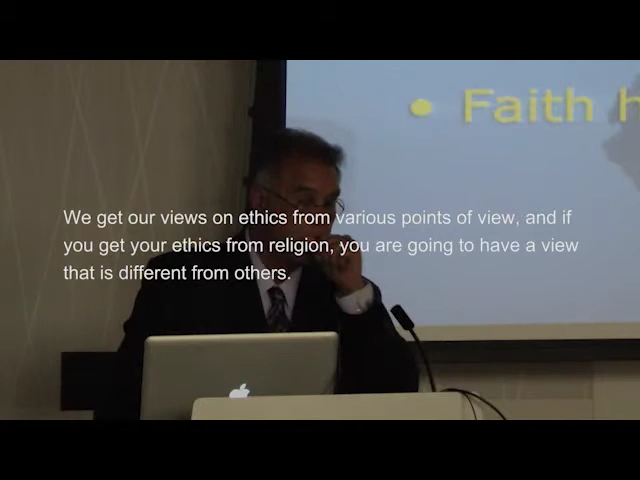 • Faith h
We get our views on ethics from various points of view, and if
you get your ethics from religion, you are going to have a view
that is different from others.